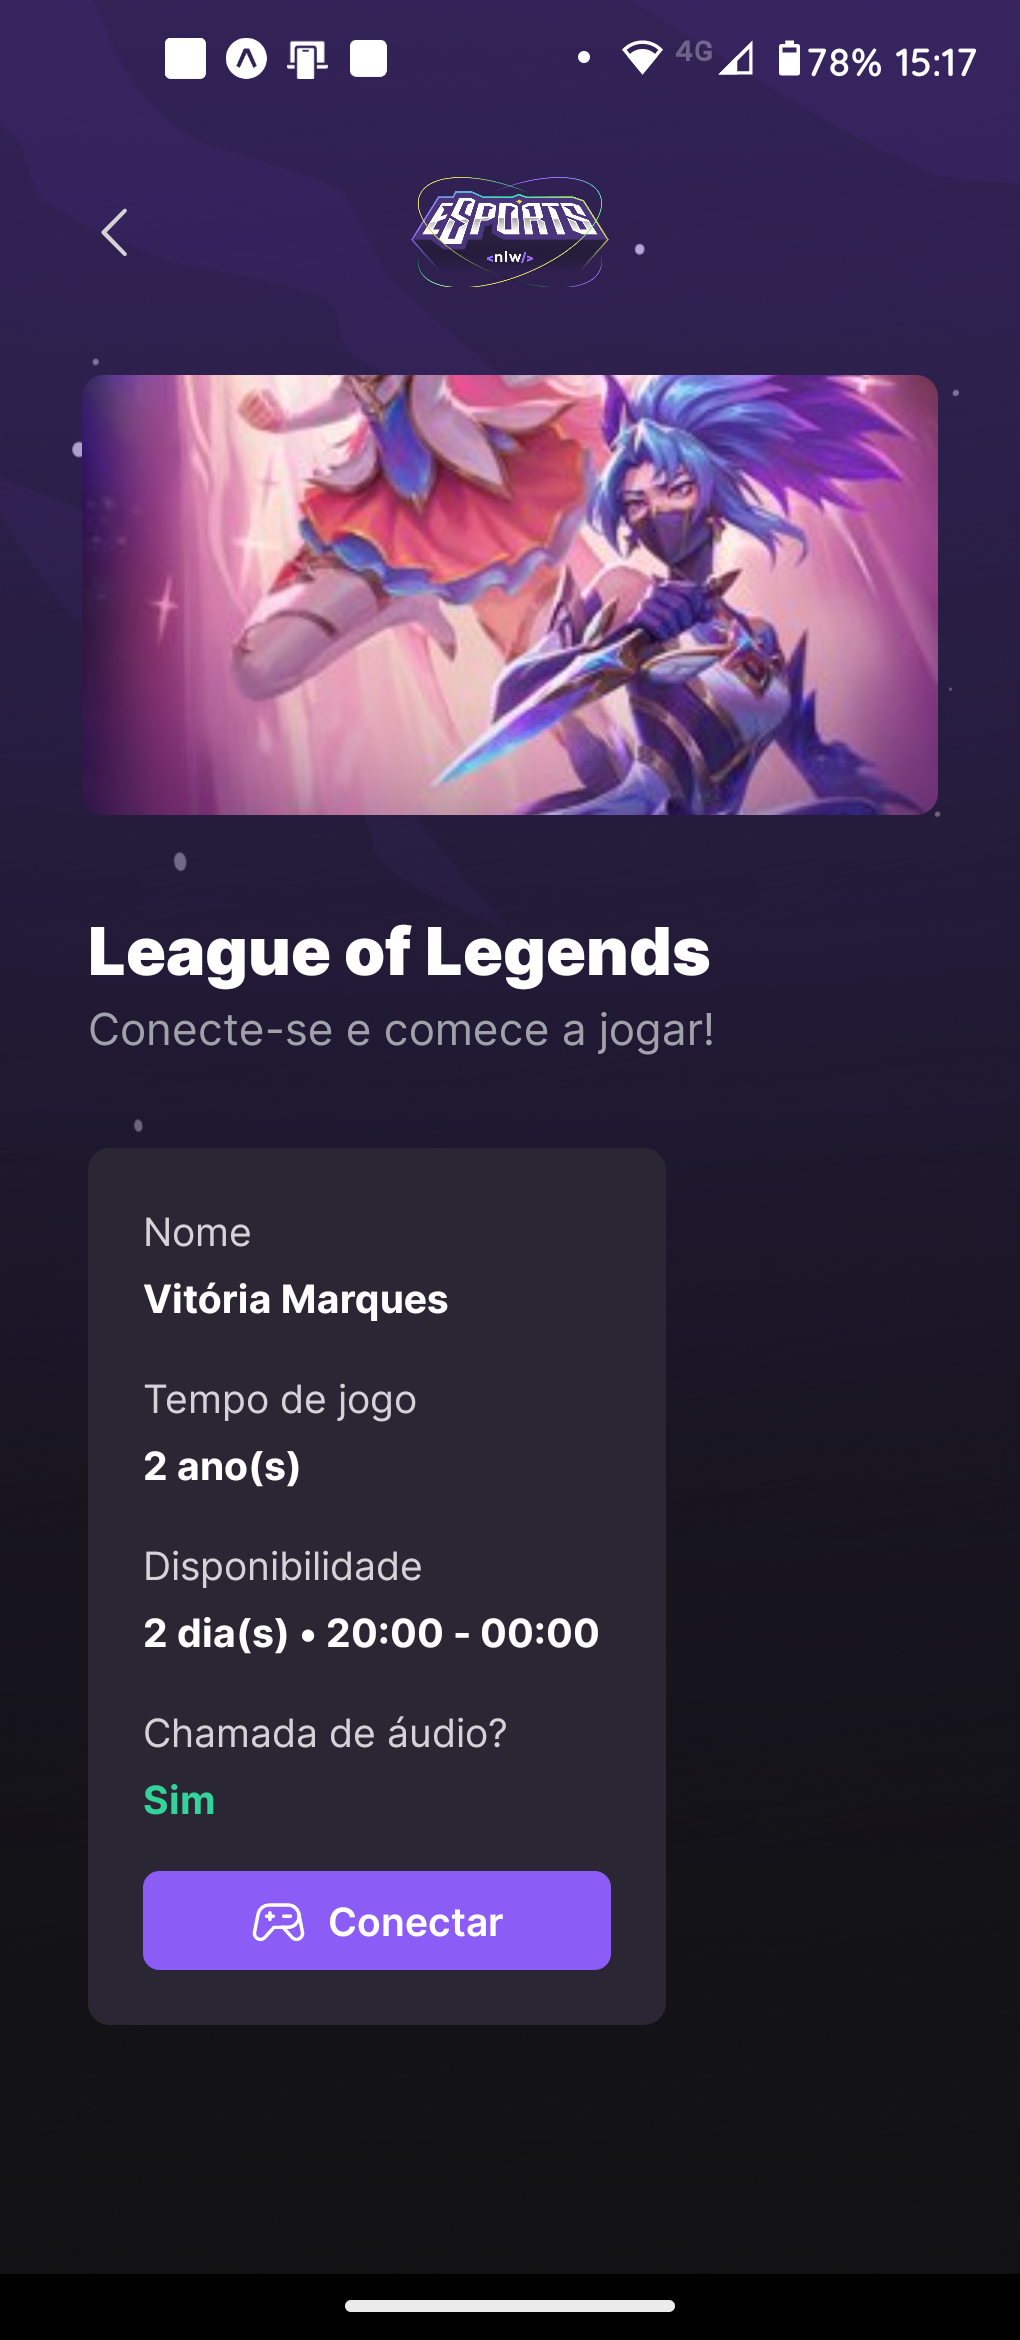 4G 78% 15:17
ESPORTS
<nlw/>
League of Legends
Conecte-se e comece a jogar!
Nome
Vitória Marques
Tempo de jogo
2 ano(s)
Disponibilidade
2 dia(s) • 20:00 - 00:00
Chamada de áudio?
Sim
Conectar